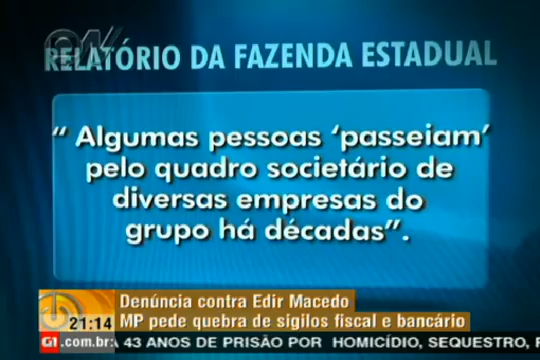 RELATÓRIO DA FAZENDA ESTADUAL
“ Algumas pessoas ‘passeiam’
pelo quadro societário de
diversas empresas do
grupo há décadas”.
Denúncia contra Edir Macedo
21:14 MP pede quebra de sigilos fiscal e bancário
G1.com.br: A 43 ANOS DE PRISÃO POR HOMICÍDIO, SEQUESTRO, F